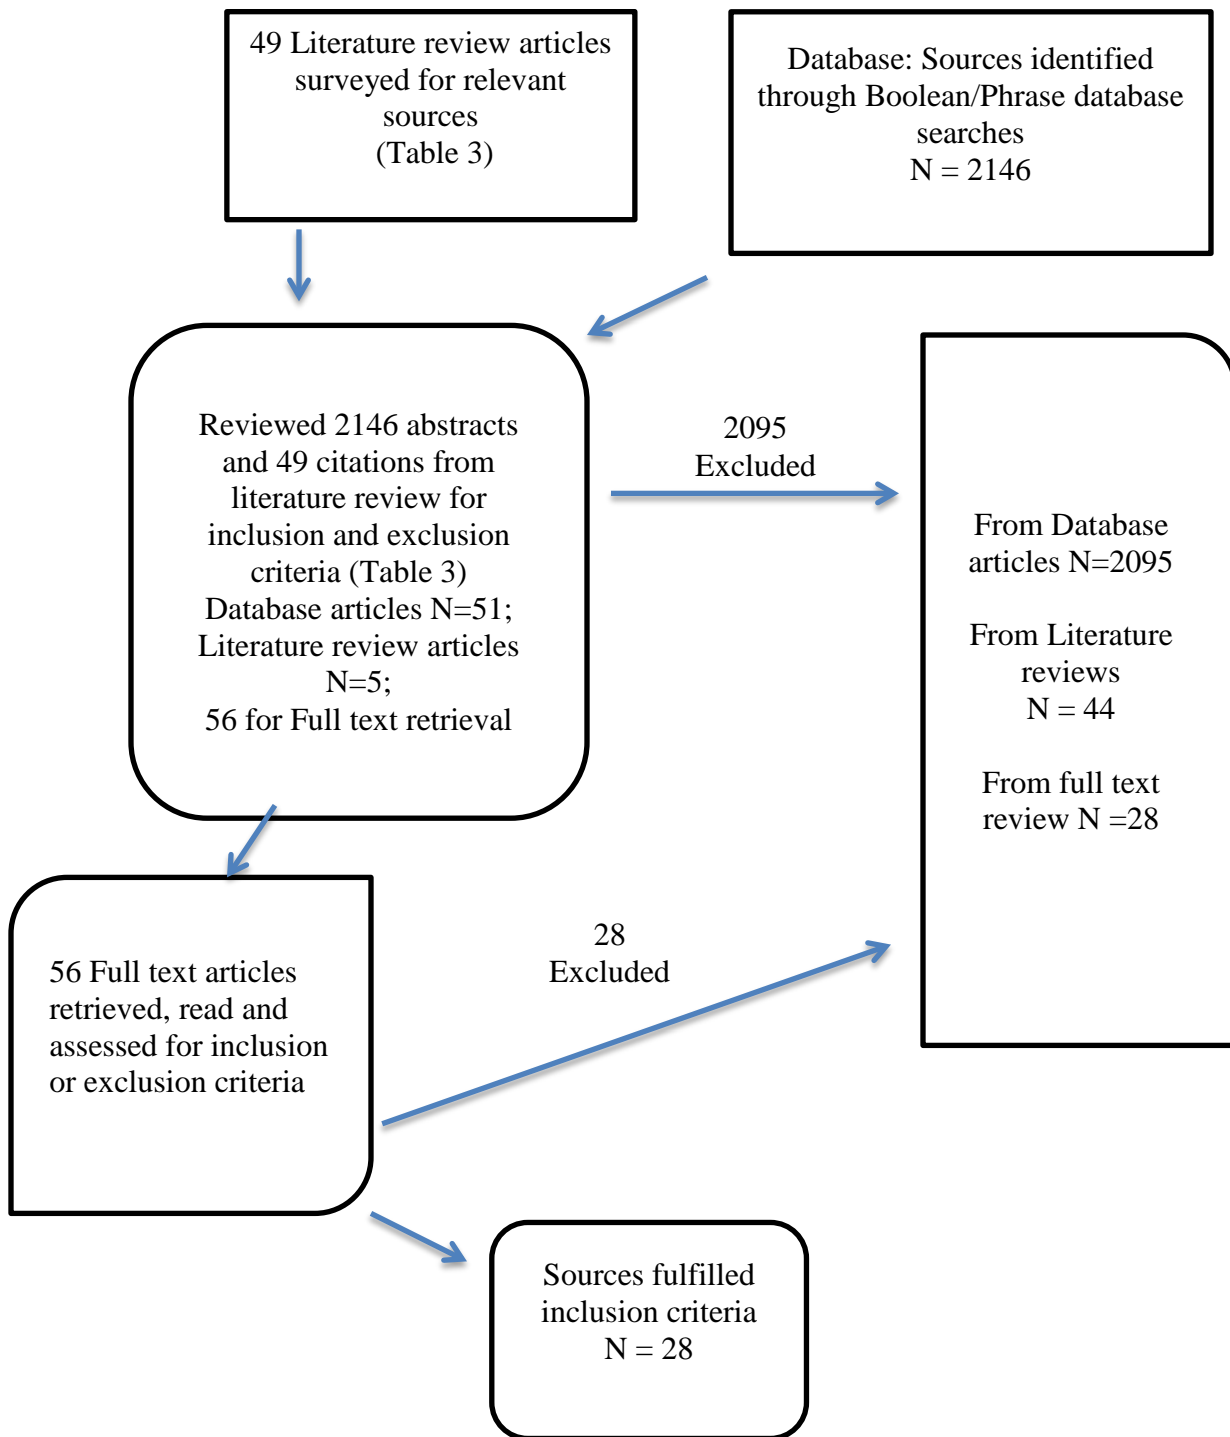 49 Literature review articles
surveyed for relevant
sources
(Table 3)
Database: Sources identified
through Boolean/Phrase database
searches
N = 2146
Reviewed 2146 abstracts
and 49 citations from
literature review for
inclusion and exclusion
criteria (Table 3)
Database articles N=51;
Literature review articles
N=5;
56 for Full text retrieval
2095
Excluded
From Database
articles N=2095
From Literature
reviews
N = 44
From full text
review N =28
56 Full text articles
retrieved, read and
assessed for inclusion
or exclusion criteria
28
Excluded
Sources fulfilled
inclusion criteria
N = 28